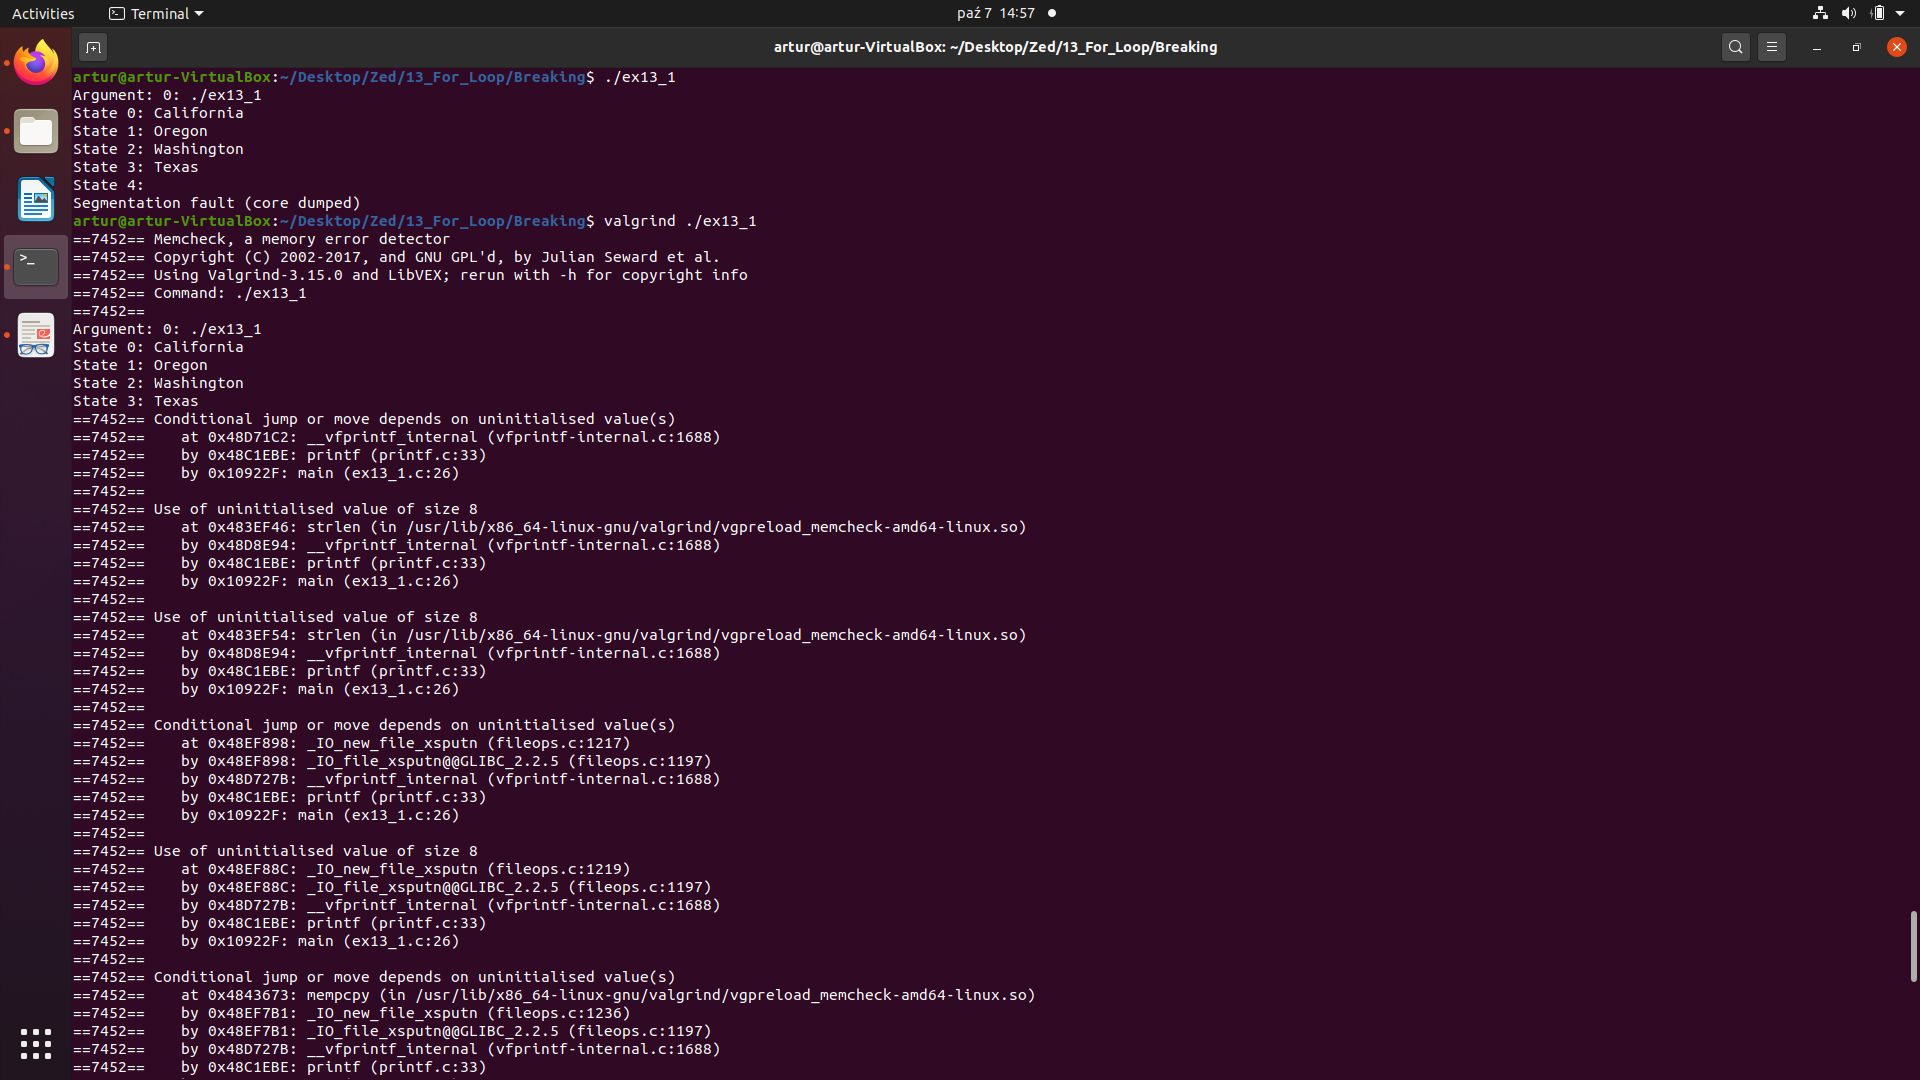 Activities
Terminal
paź 7 14:57
artur@artur-VirtualBox: ~/Desktop/Zed/13_For_Loop/Breaking
artur@artur-VirtualBox:~/Desktop/Zed/13_For_Loop/Breaking$ ./ex13_1
Argument: 0: ./ex13_1
State 0: California
State 1: Oregon
State 2: Washington
State 3: Texas
State 4:
Segmentation fault (core dumped)
artur@artur-VirtualBox:~/Desktop/Zed/13_For_Loop/Breaking$ valgrind ./ex13_1
==7452== Memcheck, a memory error detector
==7452== Copyright (C) 2002-2017, and GNU GPL'd, by Julian Seward et al.
==7452== Using Valgrind-3.15.0 and LibVEX; rerun with -h for copyright info
==7452== Command: ./ex13_1
==7452==
Argument: 0: ./ex13_1
State 0: California
State 1: Oregon
State 2: Washington
State 3: Texas
==7452== Conditional jump or move depends on uninitialised value(s)
==7452==    at 0x48D71C2: __vfprintf_internal (vfprintf-internal.c:1688)
==7452==    by 0x48C1EBE: printf (printf.c:33)
==7452==    by 0x10922F: main (ex13_1.c:26)
==7452==
==7452== Use of uninitialised value of size 8
==7452==    at 0x483EF46: strlen (in /usr/lib/x86_64-linux-gnu/valgrind/vgpreload_memcheck-amd64-linux.so)
==7452==    by 0x48D8E94: __vfprintf_internal (vfprintf-internal.c:1688)
==7452==    by 0x48C1EBE: printf (printf.c:33)
==7452==    by 0x10922F: main (ex13_1.c:26)
==7452==
==7452== Use of uninitialised value of size 8
==7452==    at 0x483EF54: strlen (in /usr/lib/x86_64-linux-gnu/valgrind/vgpreload_memcheck-amd64-linux.so)
==7452==    by 0x48D8E94: __vfprintf_internal (vfprintf-internal.c:1688)
==7452==    by 0x48C1EBE: printf (printf.c:33)
==7452==    by 0x10922F: main (ex13_1.c:26)
==7452==
==7452== Conditional jump or move depends on uninitialised value(s)
==7452==    at 0x48EF898: _IO_new_file_xsputn (fileops.c:1217)
==7452==    by 0x48EF898: _IO_file_xsputn@@GLIBC_2.2.5 (fileops.c:1197)
==7452==    by 0x48D727B: __vfprintf_internal (vfprintf-internal.c:1688)
==7452==    by 0x48C1EBE: printf (printf.c:33)
==7452==    by 0x10922F: main (ex13_1.c:26)
==7452==
==7452== Use of uninitialised value of size 8
==7452==    at 0x48EF88C: _IO_new_file_xsputn (fileops.c:1219)
==7452==    by 0x48EF88C: _IO_file_xsputn@@GLIBC_2.2.5 (fileops.c:1197)
==7452==    by 0x48D727B: __vfprintf_internal (vfprintf-internal.c:1688)
==7452==    by 0x48C1EBE: printf (printf.c:33)
==7452==    by 0x10922F: main (ex13_1.c:26)
==7452==
==7452== Conditional jump or move depends on uninitialised value(s)
==7452==    at 0x4843673: mempcpy (in /usr/lib/x86_64-linux-gnu/valgrind/vgpreload_memcheck-amd64-linux.so)
==7452==    by 0x48EF7B1: _IO_new_file_xsputn (fileops.c:1236)
==7452==    by 0x48EF7B1: _IO_file_xsputn@@GLIBC_2.2.5 (fileops.c:1197)
==7452==    by 0x48D727B: __vfprintf_internal (vfprintf-internal.c:1688)
==7452==    by 0x48C1EBE: printf (printf.c:33)